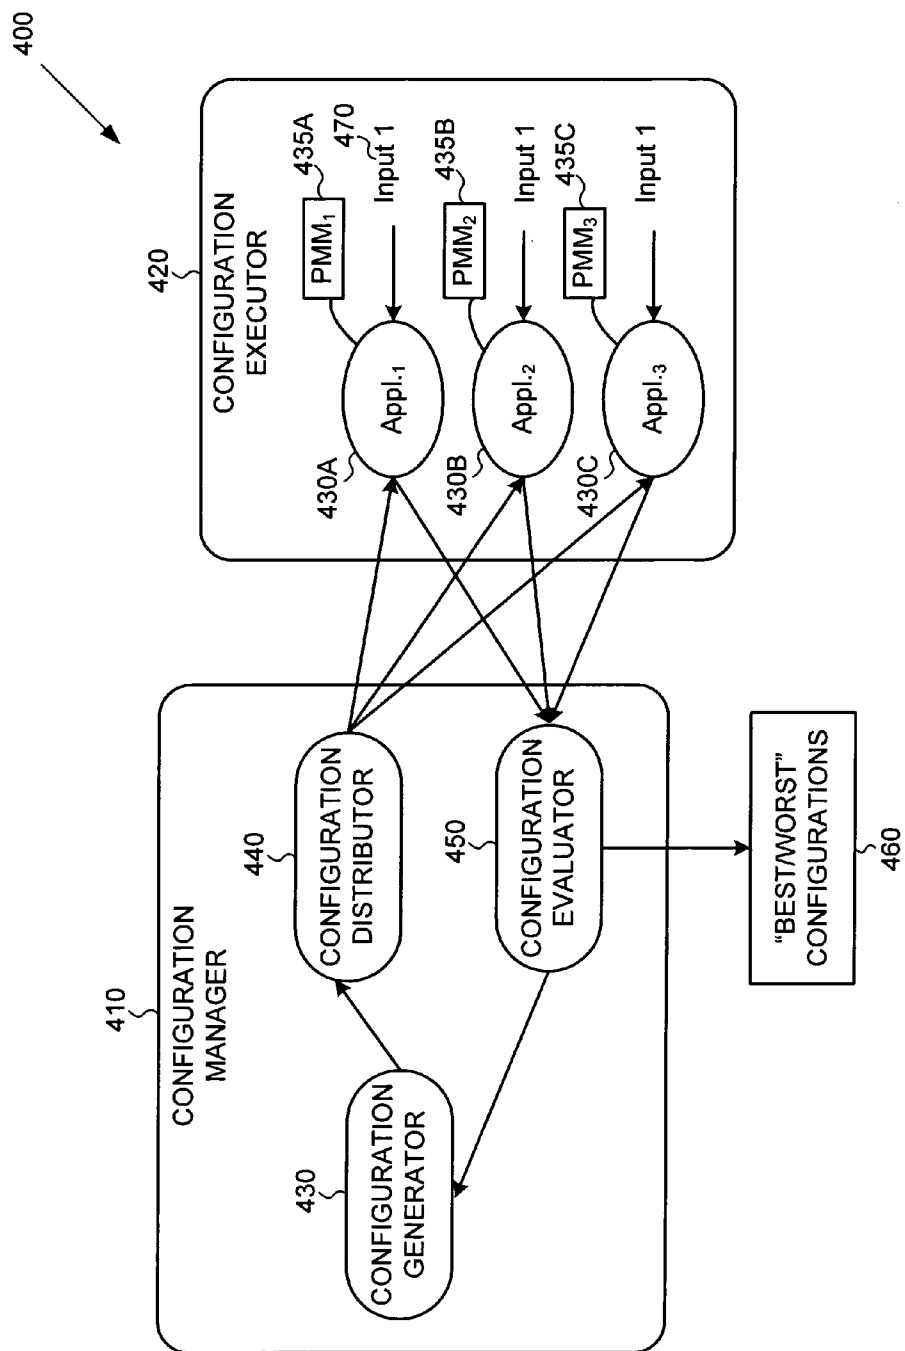 400
410
CONFIGURATION
MANAGER
430
CONFIGURATION
GENERATOR
440
CONFIGURATION
DISTRIBUTOR
450
CONFIGURATION
EVALUATOR
"BEST/WORST"
CONFIGURATIONS
460
420
CONFIGURATION
EXECUTOR
430A
Appl.1
PMM1
435A
470
Input 1
430B
Appl.2
PMM2
435B
Input 1
430C
Appl.3
PMM3
435C
Input 1